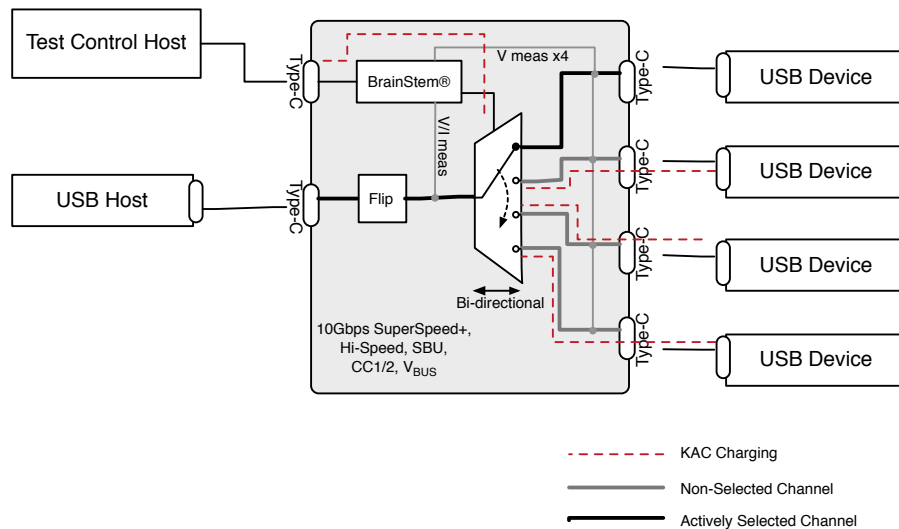 Test Control Host
Type-C
BrainStem®
V meas x4
Type-C
USB Device
V/I meas
Type-C
USB Device
USB Host
Type-C
Flip
Type-C
USB Device
Bi-directional
10Gbps SuperSpeed+,
Hi-Speed, SBU,
CC1/2, VBUS
Type-C
USB Device
KAC Charging
Non-Selected Channel
Actively Selected Channel